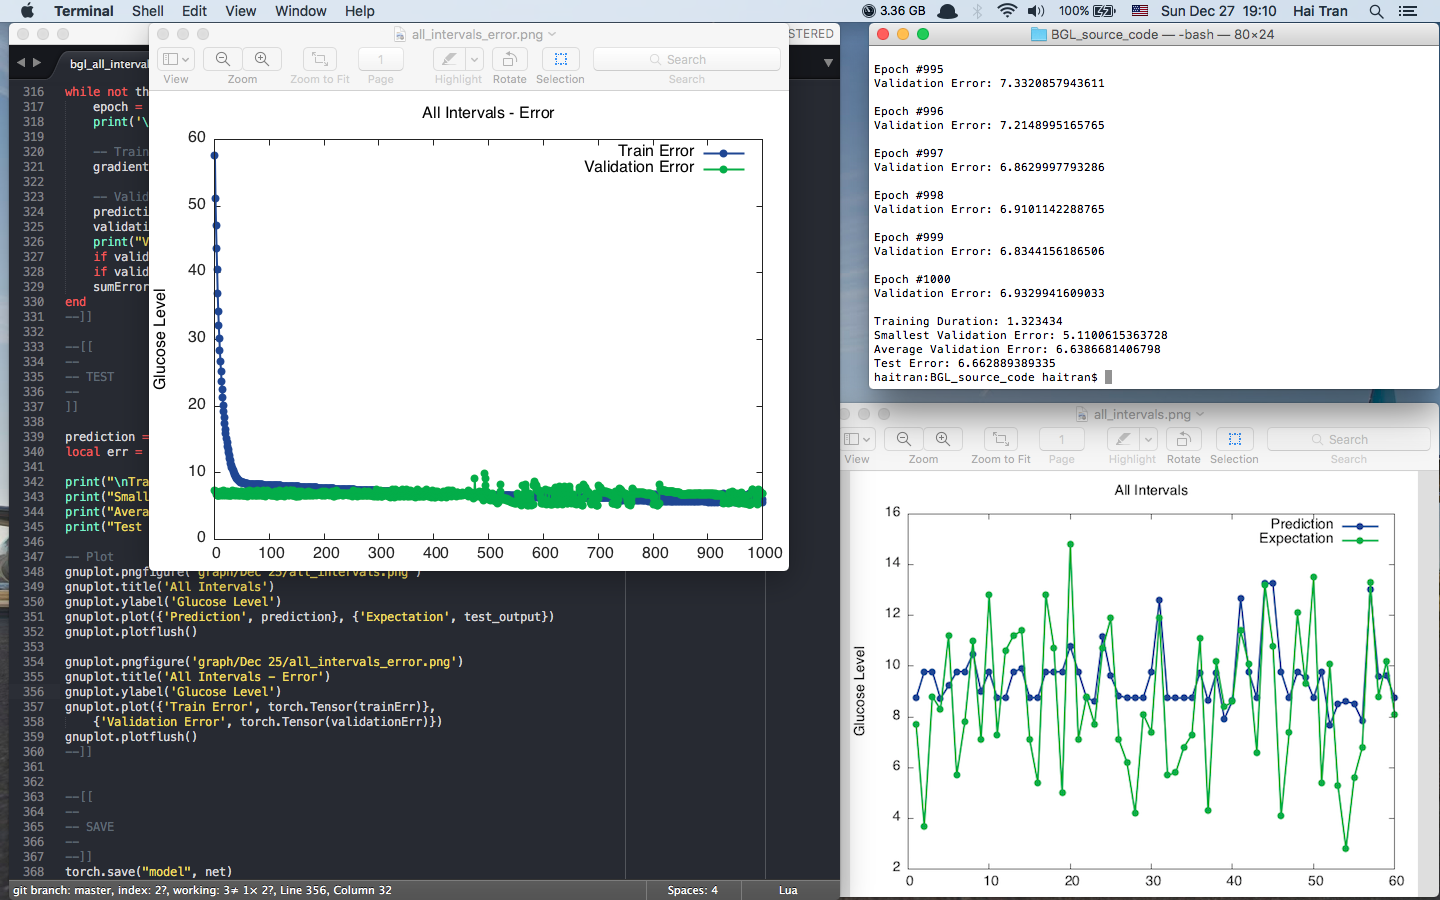 Terminal Shell Edit View Window Help 3.36 GB 100% Sun Dec 27 19:10 Hai Tran
STERED
bgl_all_interval
316 while not th
317 epoch =
318 print('\
319
320 -- Train
321 gradient
322
323 -- Valid
324 predicti
325 validati
326 print("V
327 if valid
328 if valid
329 sumError
330 end
331 --]]
332
333 --[[
334 --
335 -- TEST
336 --
337 ]]
338
339 prediction =
340 local err =
341
342 print("\nTra
343 print("Small
344 print("Avera
345 print("Test
346
347 -- Plot
348 gnuplot.pngfigure('graph/Dec 25/all_intervals.png')
349 gnuplot.title('All Intervals')
350 gnuplot.ylabel('Glucose Level')
351 gnuplot.plot({'Prediction', prediction}, {'Expectation', test_output})
352 gnuplot.plotflush()
353
354 gnuplot.pngfigure('graph/Dec 25/all_intervals_error.png')
355 gnuplot.title('All Intervals - Error')
356 gnuplot.ylabel('Glucose Level')
357 gnuplot.plot({'Train Error', torch.Tensor(trainErr)},
358 {'Validation Error', torch.Tensor(validationErr)})
359 gnuplot.plotflush()
360 --]]
361
362
363 --[[
364 --
365 -- SAVE
366 --
367 --]]
368 torch.save("model", net)
git branch: master, index: 2?, working: 3≠ 1× 2?, Line 356, Column 32
Spaces: 4
Lua
all_intervals_error.png
1
Search
View Zoom Zoom to Fit Page Highlight Rotate Selection Search
All Intervals - Error
Train Error
Validation Error
Glucose Level
60
50
40
30
20
10
0
0 100 200 300 400 500 600 700 800 900 1000
BGL_source_code — -bash — 80×24
Epoch #995
Validation Error: 7.3320857943611
Epoch #996
Validation Error: 7.2148995165765
Epoch #997
Validation Error: 6.8629997793286
Epoch #998
Validation Error: 6.9101142288765
Epoch #999
Validation Error: 6.8344156186506
Epoch #1000
Validation Error: 6.9329941609033
Training Duration: 1.323434
Smallest Validation Error: 5.1100615363728
Average Validation Error: 6.6386681406798
Test Error: 6.662889389335
haitran:BGL_source_code haitran$
all_intervals.png
1
Search
View Zoom Zoom to Fit Page Highlight Rotate Selection Search
All Intervals
Prediction
Expectation
Glucose Level
16
14
12
10
8
6
4
2
0 10 20 30 40 50 60